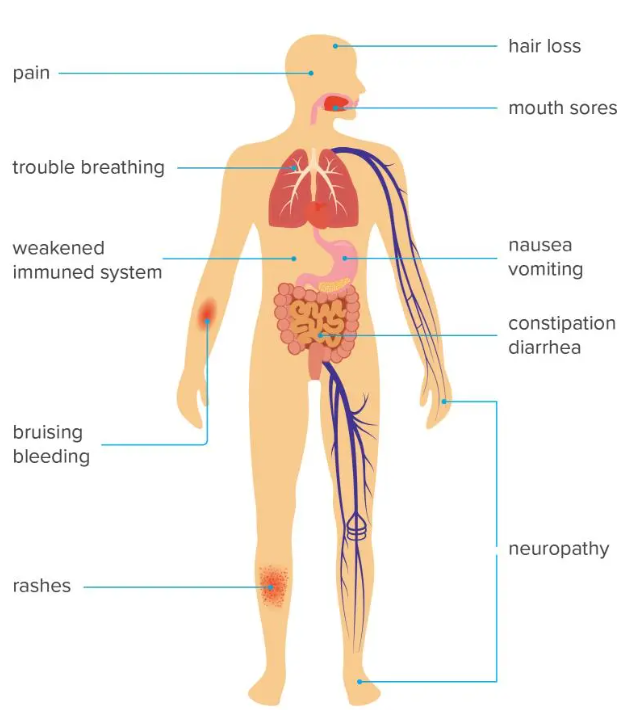 hair loss
pain
mouth sores
trouble breathing
weakened
immuned system
nausea
vomiting
constipation
diarrhea
bruising
bleeding
neuropathy
rashes